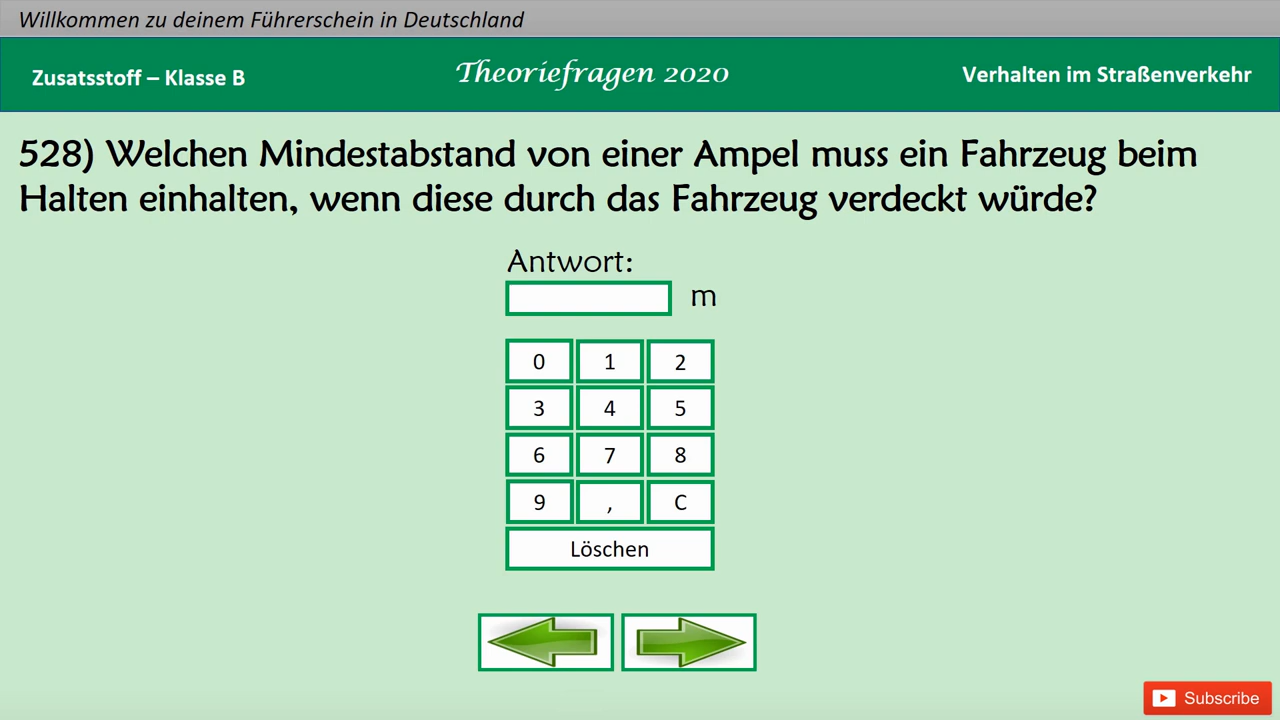 Willkommen zu deinem Führerschein in Deutschland
Zusatsstoff – Klasse B
Theoriefragen 2020
Verhalten im Straßenverkehr
528) Welchen Mindestabstand von einer Ampel muss ein Fahrzeug beim
Halten einhalten, wenn diese durch das Fahrzeug verdeckt würde?
Antwort:
m
0 1 2
3 4 5
6 7 8
9 , C
Löschen
Subscribe